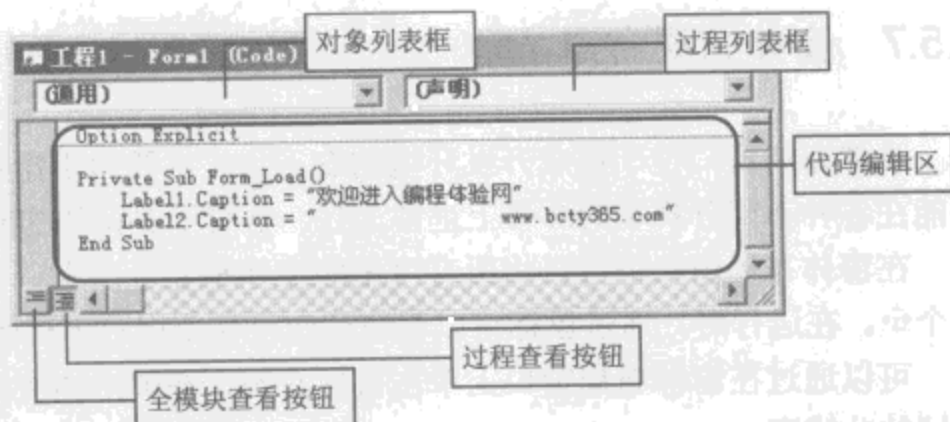 5.7
对象列表框
过程列表框
工程1 - Form1 (Code)
(通用)
(声明)
Option Explicit
代码编辑区
Private Sub Form_Load()
Label1.Caption = "欢迎进入编程体验网"
Label2.Caption = " www.bcty365.com"
End Sub
过程查看按钮
全模块查看按钮